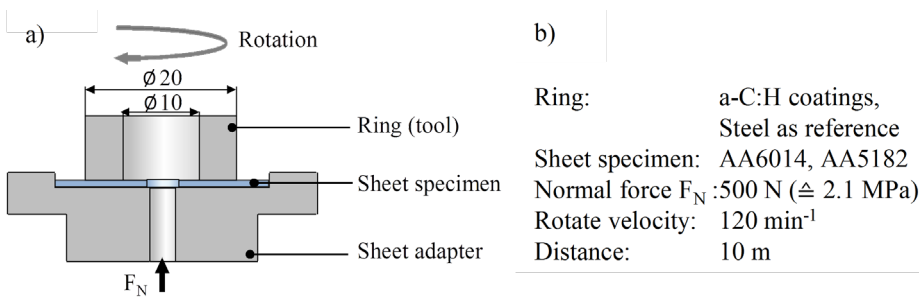 a)
Rotation
Ø20
Ø10
Ring (tool)
Sheet specimen
Sheet adapter
F_N
b)
Ring: a-C:H coatings,
Steel as reference
Sheet specimen: AA6014, AA5182
Normal force F_N :500 N (≙ 2.1 MPa)
Rotate velocity: 120 min⁻¹
Distance: 10 m